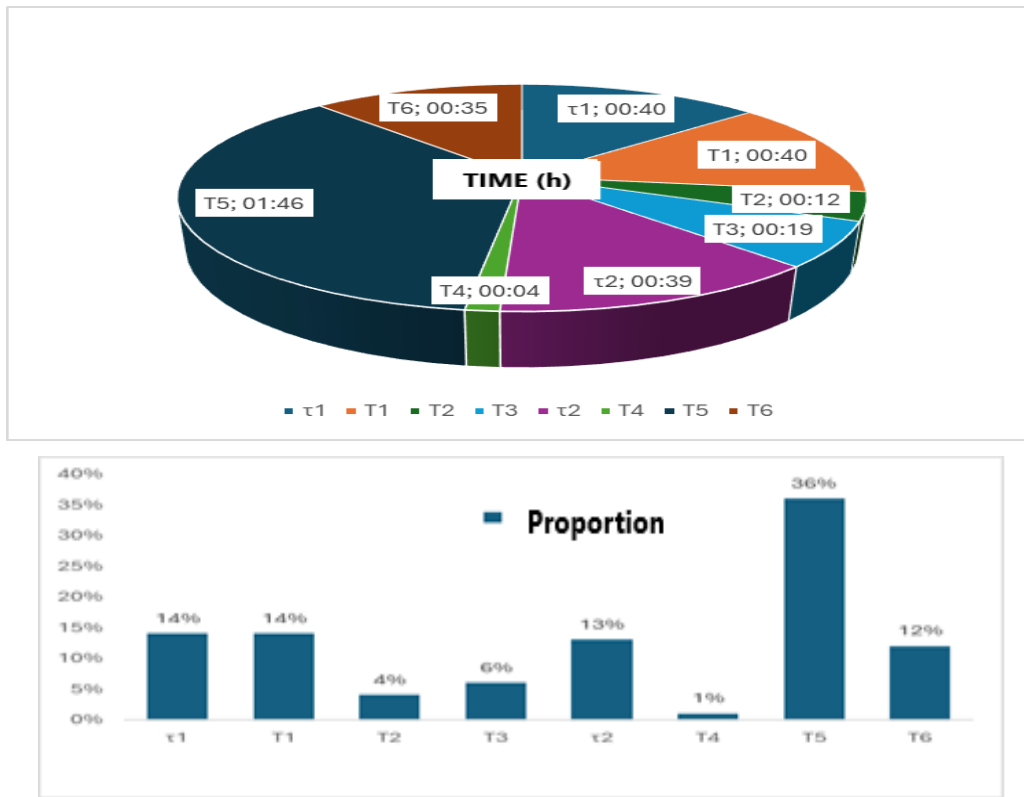 T6; 00:35
τ1; 00:40
T1; 00:40
TIME (h)
T2; 00:12
T5; 01:46
T3; 00:19
τ2; 00:39
T4; 00:04
τ1 T1 T2 T3 τ2 T4 T5 T6
40%
35%
30%
25%
20%
15%
10%
5%
0%
Proportion
14%
14%
4%
6%
13%
1%
36%
12%
τ1 T1 T2 T3 τ2 T4 T5 T6